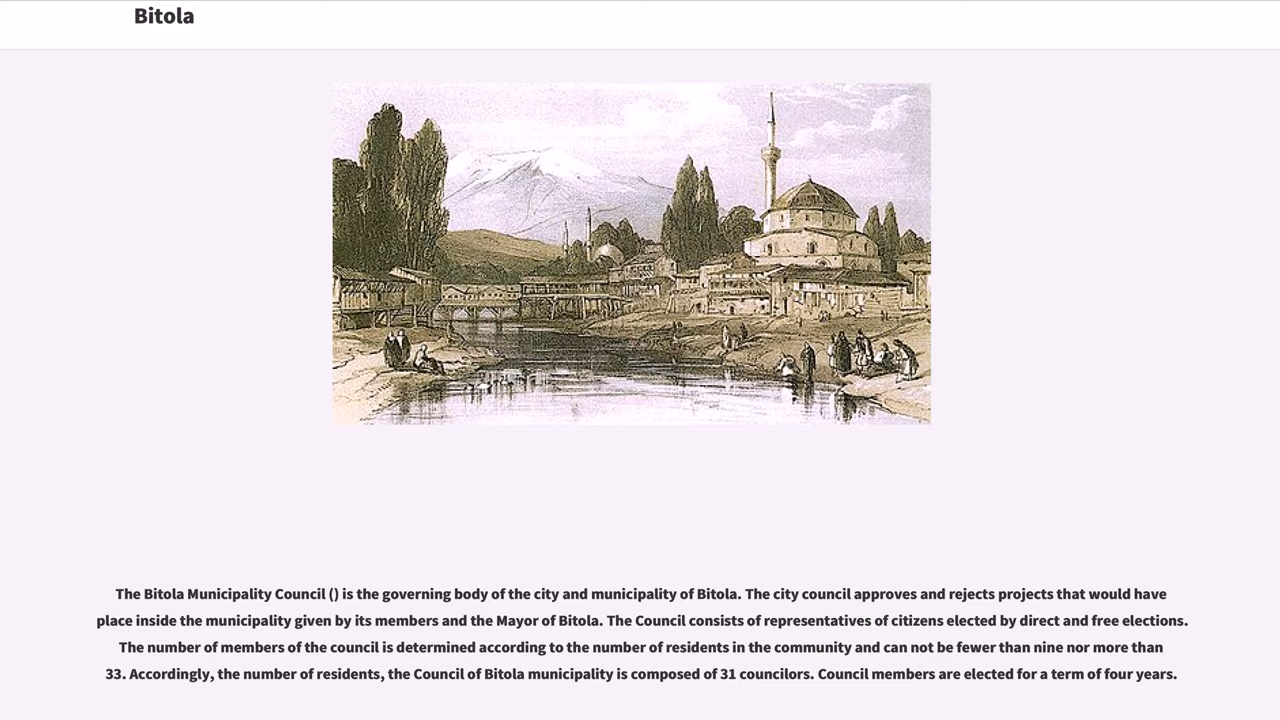 Bitola
The Bitola Municipality Council () is the governing body of the city and municipality of Bitola. The city council approves and rejects projects that would have
place inside the municipality given by its members and the Mayor of Bitola. The Council consists of representatives of citizens elected by direct and free elections.
The number of members of the council is determined according to the number of residents in the community and can not be fewer than nine nor more than
33. Accordingly, the number of residents, the Council of Bitola municipality is composed of 31 councilors. Council members are elected for a term of four years.